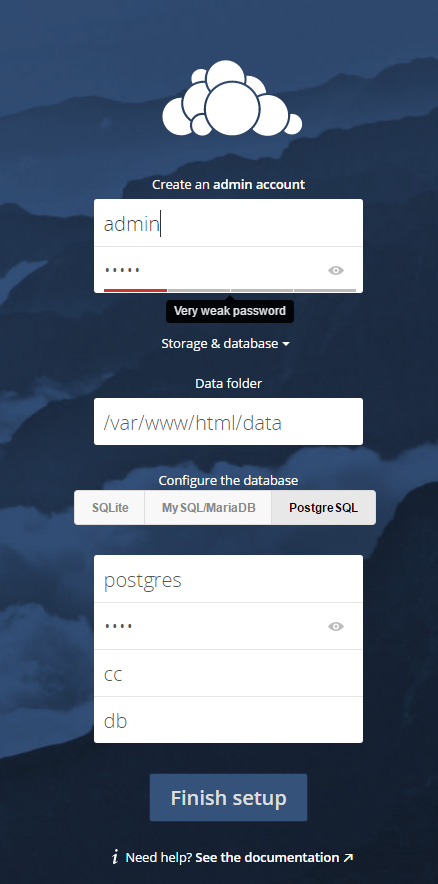 Create an admin account
admin
•••••
Very weak password
Storage & database
Data folder
/var/www/html/data
Configure the database
SQLite MySQL/MariaDB PostgreSQL
postgres
••••
cc
db
Finish setup
i Need help? See the documentation ↗